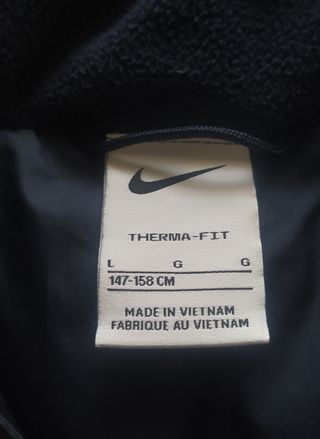 THERMA-FIT
L G G
147-158 CM
MADE IN VIETNAM
FABRIQUE AU VIETNAM